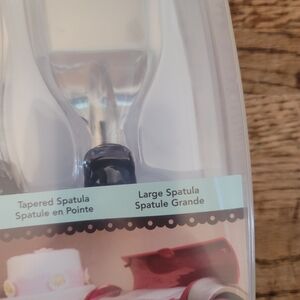 Tapered Spatula
Spatule en Pointe
Large Spatula
Spatule Grande